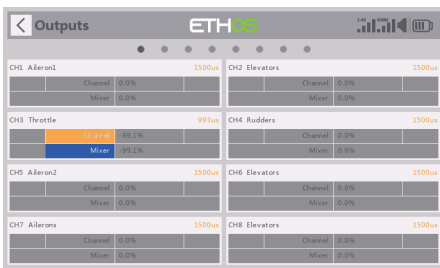 Outputs
ETHOS
2.4G 900M
CH1 Aileron1 1500us
Channel 0.0%
Mixer 0.0%
CH2 Elevators 1500us
Channel 0.0%
Mixer 0.0%
CH3 Throttle 993us
Channel -99.1%
Mixer -99.1%
CH4 Rudders 1500us
Channel 0.0%
Mixer 0.0%
CH5 Aileron2 1500us
Channel 0.0%
Mixer 0.0%
CH6 Elevators 1500us
Channel 0.0%
Mixer 0.0%
CH7 Ailerons 1500us
Channel 0.0%
Mixer 0.0%
CH8 Elevators 1500us
Channel 0.0%
Mixer 0.0%